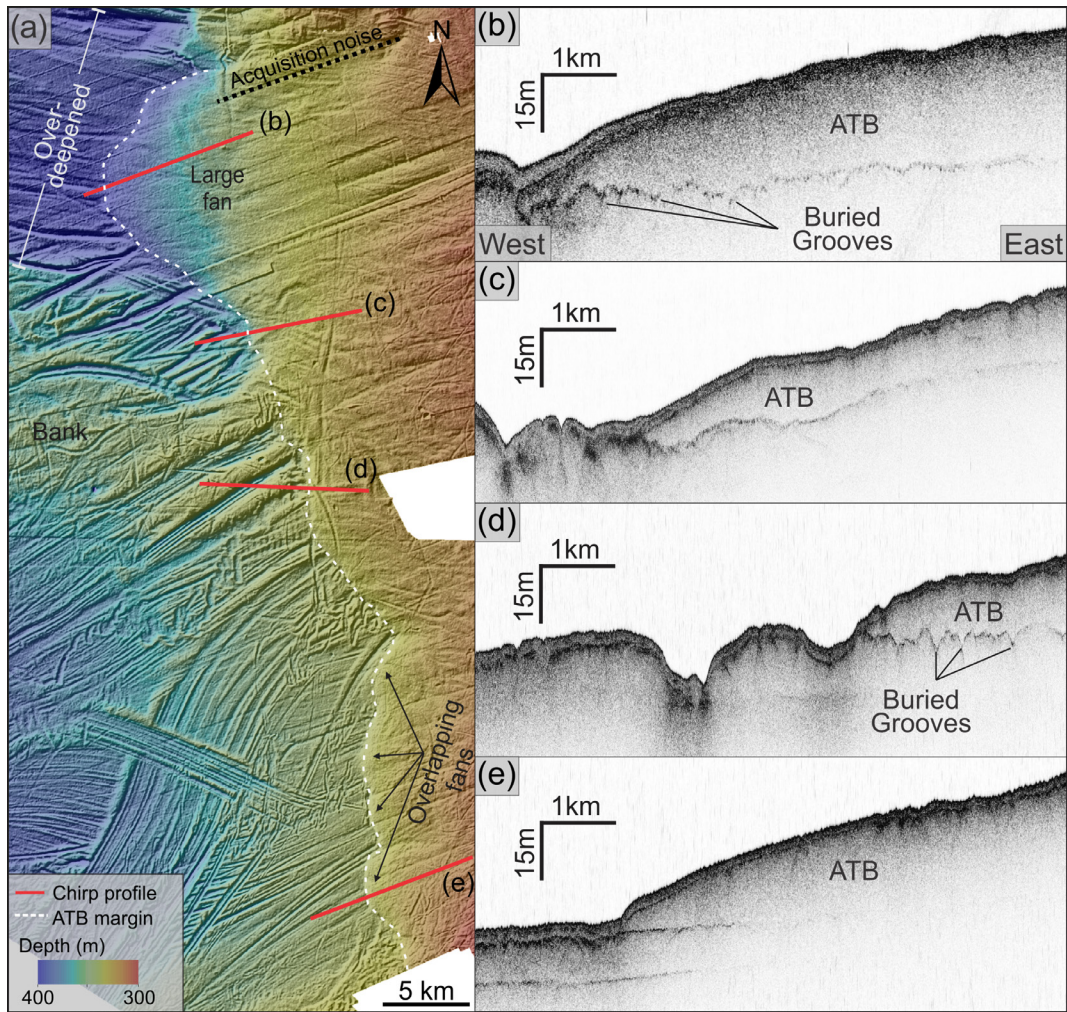 (a)
N
Acquisition noise
Over-
deepened
(b)
Large
fan
(c)
Bank
(d)
Overlapping
fans
(e)
Chirp profile
ATB margin
Depth (m)
400 300
5 km
(b)
1km
15m
ATB
Buried
Grooves
West
East
(c)
1km
15m
ATB
(d)
1km
15m
ATB
Buried
Grooves
(e)
1km
15m
ATB